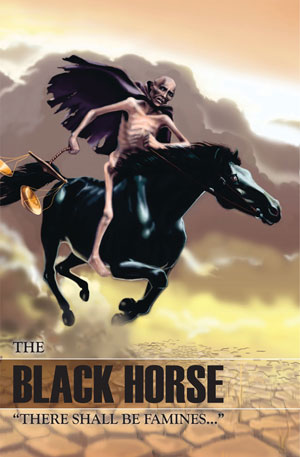 THE
BLACK HORSE
“THERE SHALL BE FAMINES...”